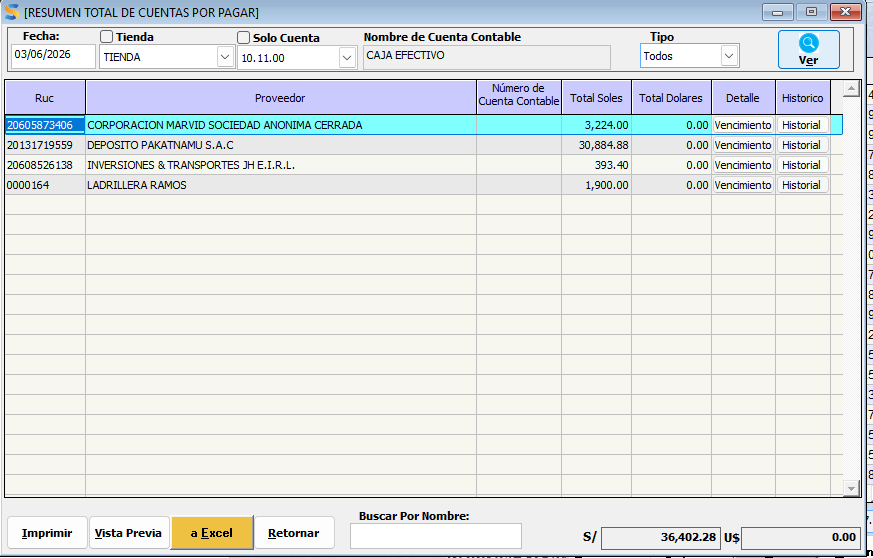 [RESUMEN TOTAL DE CUENTAS POR PAGAR]
Fecha: Tienda Solo Cuenta Nombre de Cuenta Contable Tipo
03/06/2026 TIENDA 10.11.00 CAJA EFECTIVO Todos Ver
Ruc Proveedor Número de Cuenta Contable Total Soles Total Dolares Detalle Historico
20605873406 CORPORACION MARVID SOCIEDAD ANONIMA CERRADA 3,224.00 0.00 Vencimiento Historial
20131719559 DEPOSITO PAKATNAMU S.A.C 30,884.88 0.00 Vencimiento Historial
20608526138 INVERSIONES & TRANSPORTES JH E.I.R.L. 393.40 0.00 Vencimiento Historial
0000164 LADRILLERA RAMOS 1,900.00 0.00 Vencimiento Historial
Buscar Por Nombre:
Imprimir Vista Previa a Excel Retornar S/ 36,402.28 U$ 0.00